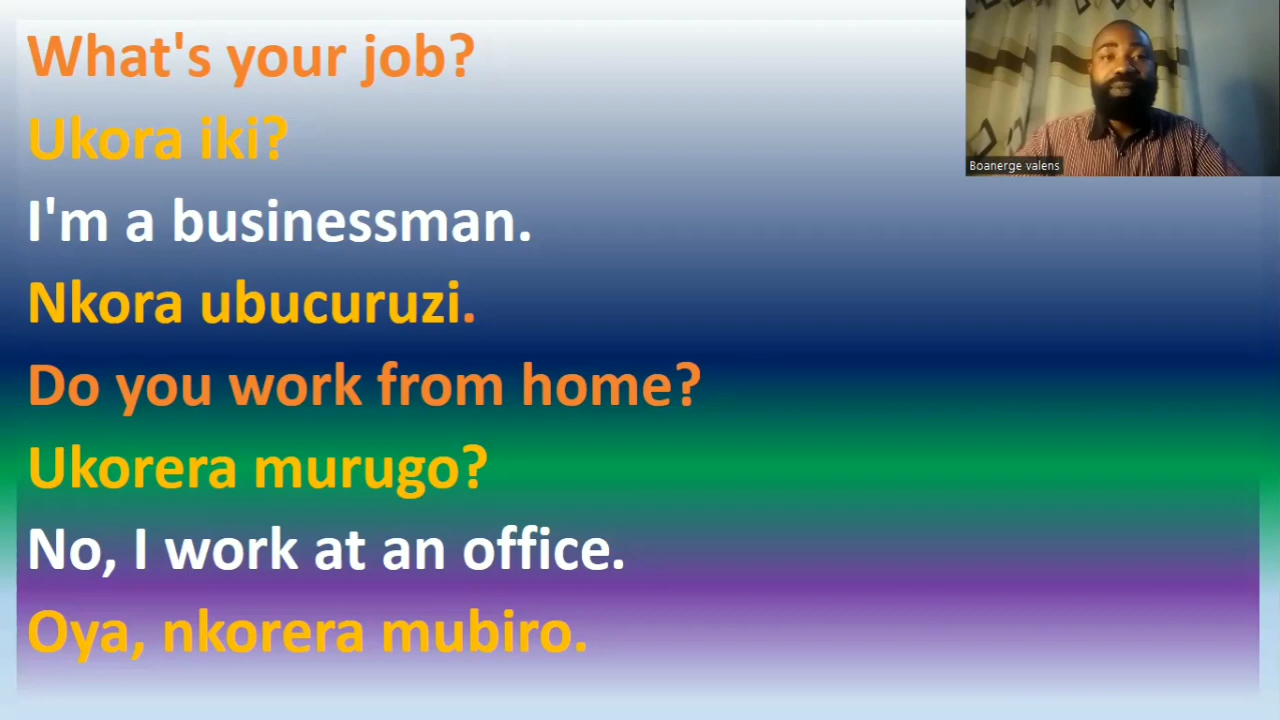 What's your job?
Ukora iki?
I'm a businessman.
Nkora ubucuruzi.
Do you work from home?
Ukorera murugo?
No, I work at an office.
Oya, nkorera mubiro.
Boanerge valens